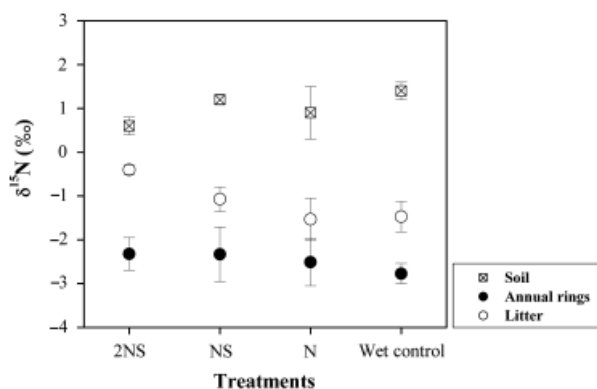 3
2
1
0
−1
−2
−3
−4
δ¹⁵N (‰)
2NS NS N Wet control
Treatments
Soil
Annual rings
Litter